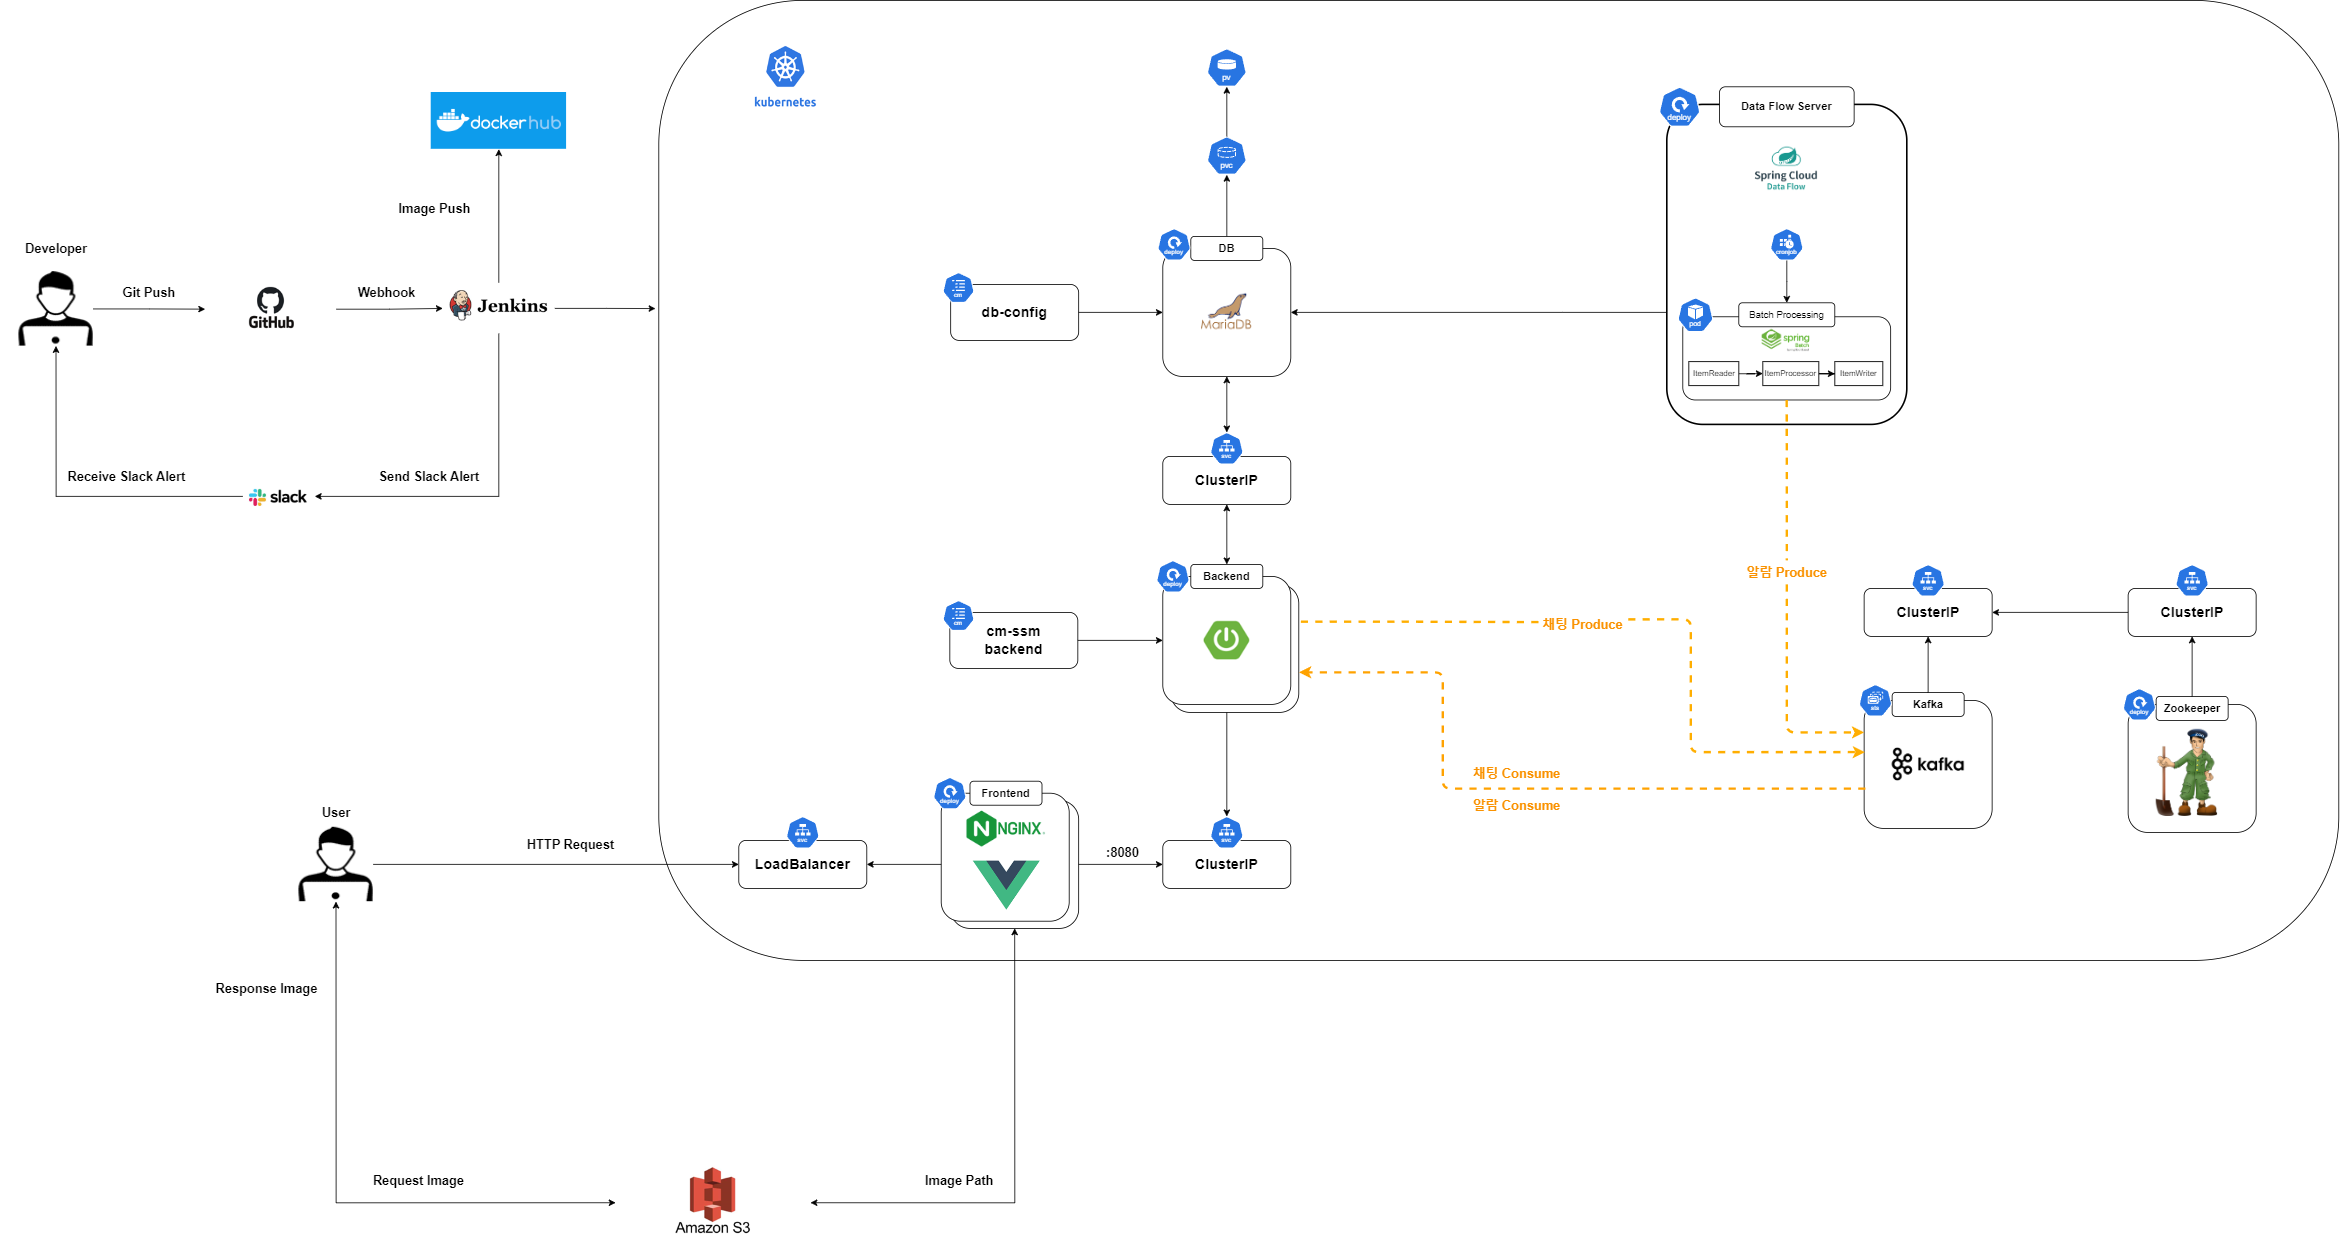 kubernetes
pv
pvc
dockerhub
Image Push
Developer
Git Push
GitHub
Webhook
Jenkins
Receive Slack Alert
slack
Send Slack Alert
deploy
DB
MariaDB
cm
db-config
svc
ClusterIP
deploy
Data Flow Server
Spring Cloud
Data Flow
cronjob
pod
Batch Processing
spring
Batch
ItemReader
ItemProcessor
ItemWriter
deploy
Backend
cm
cm-ssm
backend
채팅 Produce
알람 Produce
채팅 Consume
알람 Consume
svc
ClusterIP
svc
ClusterIP
sts
Kafka
kafka
deploy
Zookeeper
User
HTTP Request
svc
LoadBalancer
deploy
Frontend
NGINX
:8080
svc
ClusterIP
Response Image
Request Image
Amazon S3
Image Path